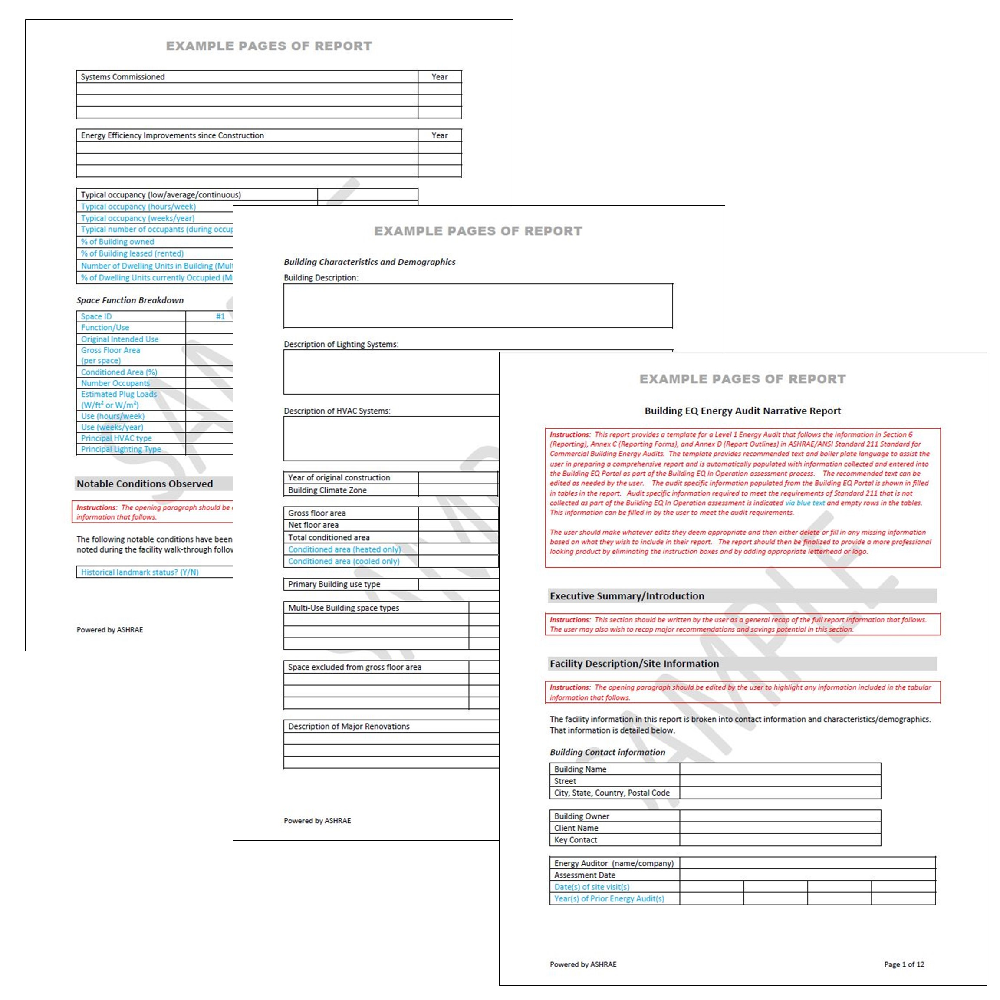 EXAMPLE PAGES OF REPORT
Systems Commissioned Year
Energy Efficiency Improvements since Construction Year
Typical occupancy (low/average/continuous)
Typical occupancy (hours/week)
Typical occupancy (weeks/year)
Typical number of occupants (during
% of Building owned
% of Building leased (rented)
Number of Dwelling Units in Building
% of Dwelling Units currently Occupied
Space Function Breakdown
Space ID #1
Function/Use
Original Intended Use
Gross Floor Area
(per space)
Conditioned Area (%)
Number Occupants
Estimated Plug Loads
(W/ft² or W/m²)
Use (hours/week)
Use (weeks/year)
Principal HVAC type
Principal Lighting Type
Notable Conditions Observed
Instructions: The opening paragraph should be
information that follows.
The following notable conditions have been
noted during the facility walk-through
Historical landmark status? (Y/N)
Powered by ASHRAE
EXAMPLE PAGES OF REPORT
Building Characteristics and Demographics
Building Description:
Description of Lighting Systems:
Description of HVAC Systems:
Year of original construction
Building Climate Zone
Gross floor area
Net floor area
Total conditioned area
Conditioned area (heated only)
Conditioned area (cooled only)
Primary Building use type
Multi-Use Building space types
Space excluded from gross floor area
Description of Major Renovations
Powered by ASHRAE
EXAMPLE PAGES OF REPORT
Building EQ Energy Audit Narrative Report
Instructions: This report provides a template for a Level 1 Energy Audit that follows the information in Section 6
(Reporting), Annex C (Reporting Forms), and Annex D (Report Outlines) in ASHRAE/ANSI Standard 211 Standard for
Commercial Building Energy Audits. The template provides recommended text and boiler plate language to assist the
user in preparing a comprehensive report and is automatically populated with information collected and entered into
the Building EQ Portal as part of the Building EQ In Operation assessment process. The recommended text can be
edited as needed by the user. The audit specific information populated from the Building EQ Portal is shown in filled
in tables in the report. Audit specific information required to meet the requirements of Standard 211 that is not
collected as part of the Building EQ In Operation assessment is indicated via blue text and empty rows in the tables.
This information can be filled in by the user to meet the audit requirements.
The user should make whatever edits they deem appropriate and then either delete or fill in any missing information
based on what they wish to include in their report. The report should then be finalized to provide a more professional
looking product by eliminating the instruction boxes and by adding appropriate letterhead or logo.
Executive Summary/Introduction
Instructions: This section should be written by the user as a general recap of the full report information that follows.
The user may also wish to recap major recommendations and savings potential in this section.
Facility Description/Site Information
Instructions: The opening paragraph should be edited by the user to highlight any information included in the tabular
information that follows.
The facility information in this report is broken into contact information and characteristics/demographics.
That information is detailed below.
Building Contact information
Building Name
Street
City, State, Country, Postal Code
Building Owner
Client Name
Key Contact
Energy Auditor (name/company)
Assessment Date
Date(s) of site visit(s)
Year(s) of Prior Energy Audit(s)
SAMPLE
Powered by ASHRAE Page 1 of 12